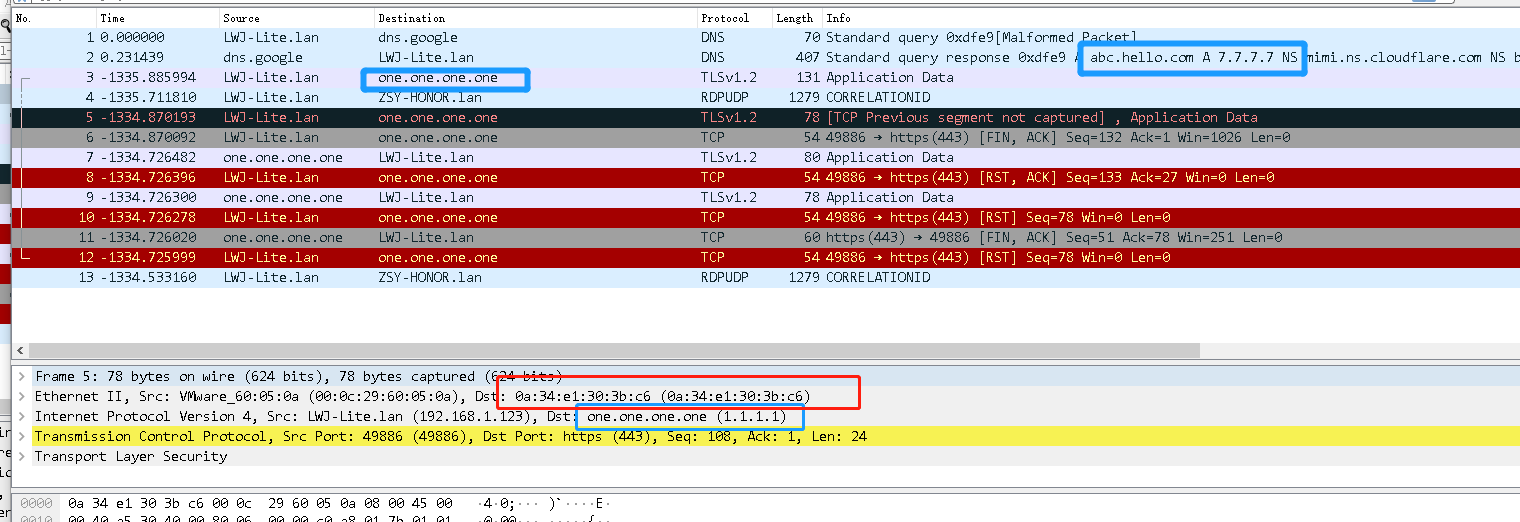 No. Time Source Destination Protocol Length Info
1 0.000000 LWJ-Lite.lan dns.google DNS 70 Standard query 0xdfe9[Malformed Packet]
2 0.231439 dns.google LWJ-Lite.lan DNS 407 Standard query response 0xdfe9 A abc.hello.com A 7.7.7.7 NS mimi.ns.cloudflare.com NS b
3 -1335.885994 LWJ-Lite.lan one.one.one.one TLSv1.2 131 Application Data
4 -1335.711810 LWJ-Lite.lan ZSY-HONOR.lan RDPUDP 1279 CORRELATIONID
5 -1334.870193 LWJ-Lite.lan one.one.one.one TLSv1.2 78 [TCP Previous segment not captured] , Application Data
6 -1334.870092 LWJ-Lite.lan one.one.one.one TCP 54 49886 → https(443) [FIN, ACK] Seq=132 Ack=1 Win=1026 Len=0
7 -1334.726482 one.one.one.one LWJ-Lite.lan TLSv1.2 80 Application Data
8 -1334.726396 LWJ-Lite.lan one.one.one.one TCP 54 49886 → https(443) [RST, ACK] Seq=133 Ack=27 Win=0 Len=0
9 -1334.726300 one.one.one.one LWJ-Lite.lan TLSv1.2 78 Application Data
10 -1334.726278 LWJ-Lite.lan one.one.one.one TCP 54 49886 → https(443) [RST] Seq=78 Win=0 Len=0
11 -1334.726020 one.one.one.one LWJ-Lite.lan TCP 60 https(443) → 49886 [FIN, ACK] Seq=51 Ack=78 Win=251 Len=0
12 -1334.725999 LWJ-Lite.lan one.one.one.one TCP 54 49886 → https(443) [RST] Seq=78 Win=0 Len=0
13 -1334.533160 LWJ-Lite.lan ZSY-HONOR.lan RDPUDP 1279 CORRELATIONID
Frame 5: 78 bytes on wire (624 bits), 78 bytes captured (624 bits)
Ethernet II, Src: VMware_60:05:0a (00:0c:29:60:05:0a), Dst: 0a:34:e1:30:3b:c6 (0a:34:e1:30:3b:c6)
Internet Protocol Version 4, Src: LWJ-Lite.lan (192.168.1.123), Dst: one.one.one.one (1.1.1.1)
Transmission Control Protocol, Src Port: 49886 (49886), Dst Port: https (443), Seq: 108, Ack: 1, Len: 24
Transport Layer Security
0000 0a 34 e1 30 3b c6 00 0c 29 60 05 0a 08 00 45 00 ·4·0;··· )`····E·